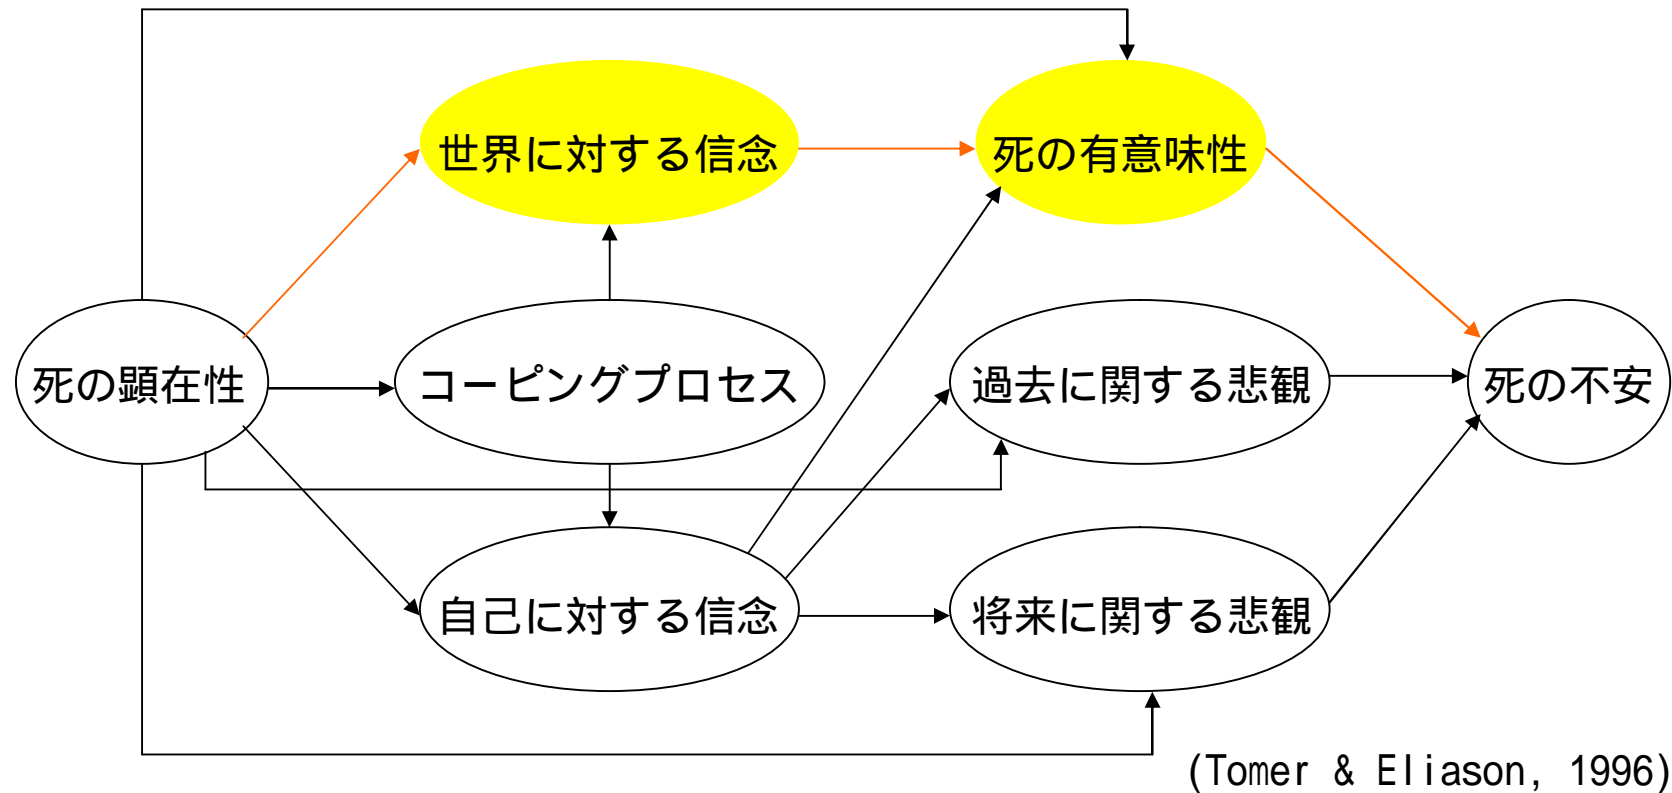 世界に対する信念
死の有意味性
死の顕在性
コーピングプロセス
過去に関する悲観
死の不安
自己に対する信念
将来に関する悲観
(Tomer & Eliason, 1996)